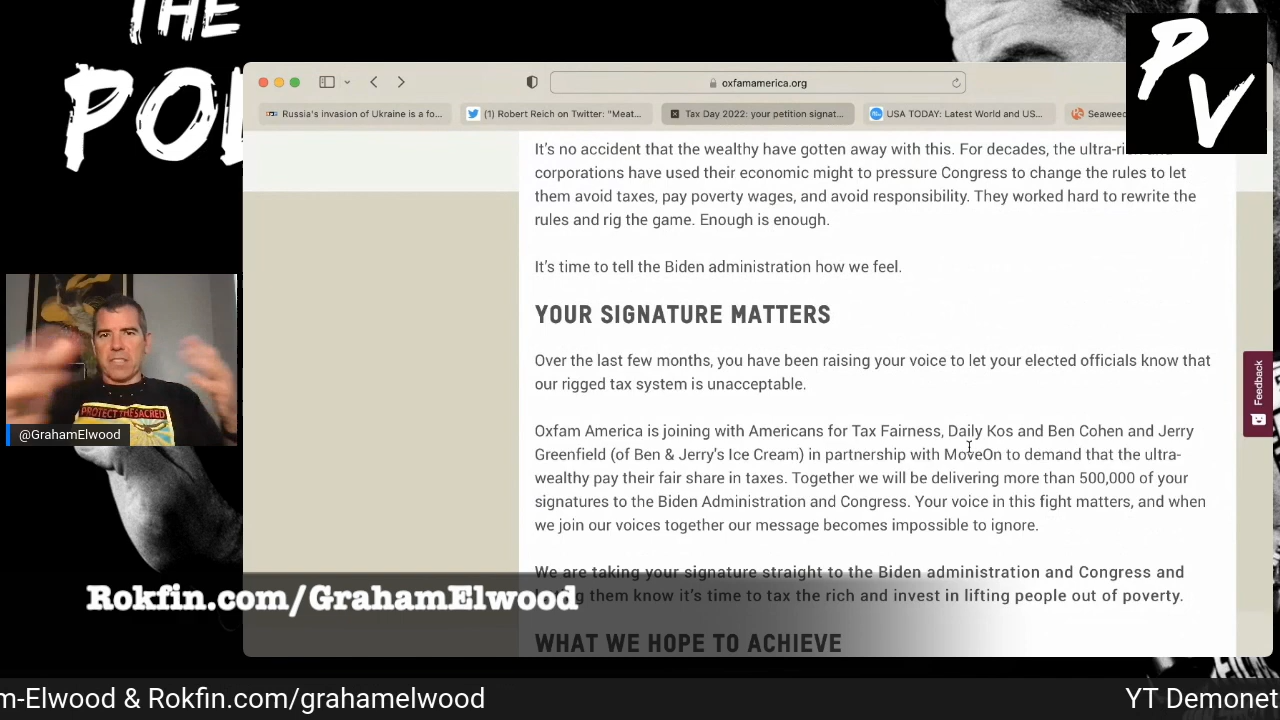 THE
PO
PV
oxfamamerica.org
Russia's invasion of Ukraine is a fo...
(1) Robert Reich on Twitter: "Meat...
Tax Day 2022: your petition signat...
USA TODAY: Latest World and US...
Seaweed
It's no accident that the wealthy have gotten away with this. For decades, the
corporations have used their economic might to pressure Congress to change the rules to let
them avoid taxes, pay poverty wages, and avoid responsibility. They worked hard to rewrite the
rules and rig the game. Enough is enough.
It's time to tell the Biden administration how we feel.
YOUR SIGNATURE MATTERS
Over the last few months, you have been raising your voice to let your elected officials know that
our rigged tax system is unacceptable.
Oxfam America is joining with Americans for Tax Fairness, Daily Kos and Ben Cohen and Jerry
Greenfield (of Ben & Jerry's Ice Cream) in partnership with MoveOn to demand that the ultra-
wealthy pay their fair share in taxes. Together we will be delivering more than 500,000 of your
signatures to the Biden Administration and Congress. Your voice in this fight matters, and when
we join our voices together our message becomes impossible to ignore.
We are taking your signature straight to the Biden administration and Congress and
them know it's time to tax the rich and invest in lifting people out of poverty.
WHAT WE HOPE TO ACHIEVE
Feedback
PROTECT THE SACRED
@GrahamElwood
Rokfin.com/GrahamElwood
m-Elwood & Rokfin.com/grahamelwood
YT Demonet